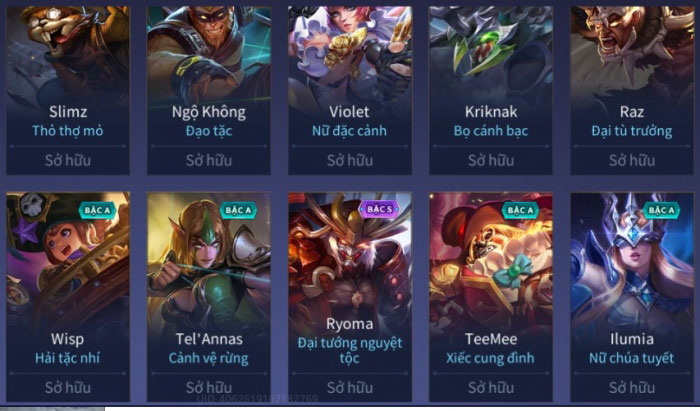 Slimz Ngộ Không Violet Kriknak Raz
Thỏ thợ mỏ Đạo tặc Nữ đặc cảnh Bọ cánh bạc Đại tù trưởng
Sở hữu Sở hữu Sở hữu Sở hữu Sở hữu
BẬC A BẬC A BẬC S BẬC A BẬC A
Wisp Tel'Annas Ryoma TeeMee Ilumia
Hải tặc nhí Cảnh vệ rừng Đại tướng nguyệt tộc Xiếc cung đình Nữ chúa tuyết
Sở hữu Sở hữu Sở hữu Sở hữu Sở hữu
UID: 4062619162182769